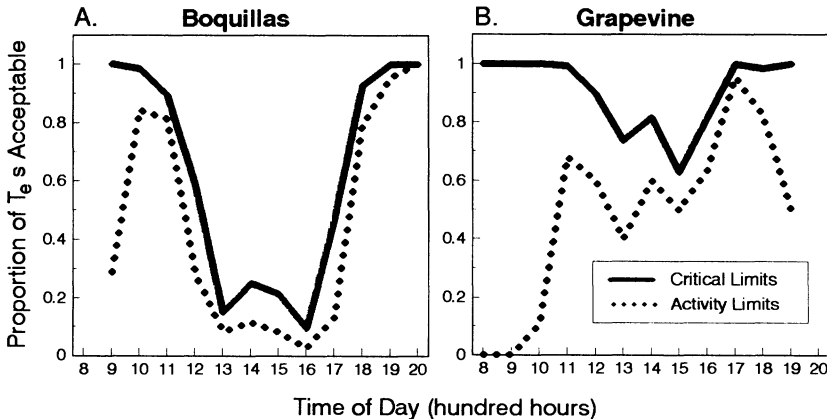 A. Boquillas
B. Grapevine
Proportion of Te s Acceptable
1
0.8
0.6
0.4
0.2
0
8 9 10 11 12 13 14 15 16 17 18 19 20
1
0.8
0.6
0.4
0.2
0
8 9 10 11 12 13 14 15 16 17 18 19 20
Critical Limits
Activity Limits
Time of Day (hundred hours)